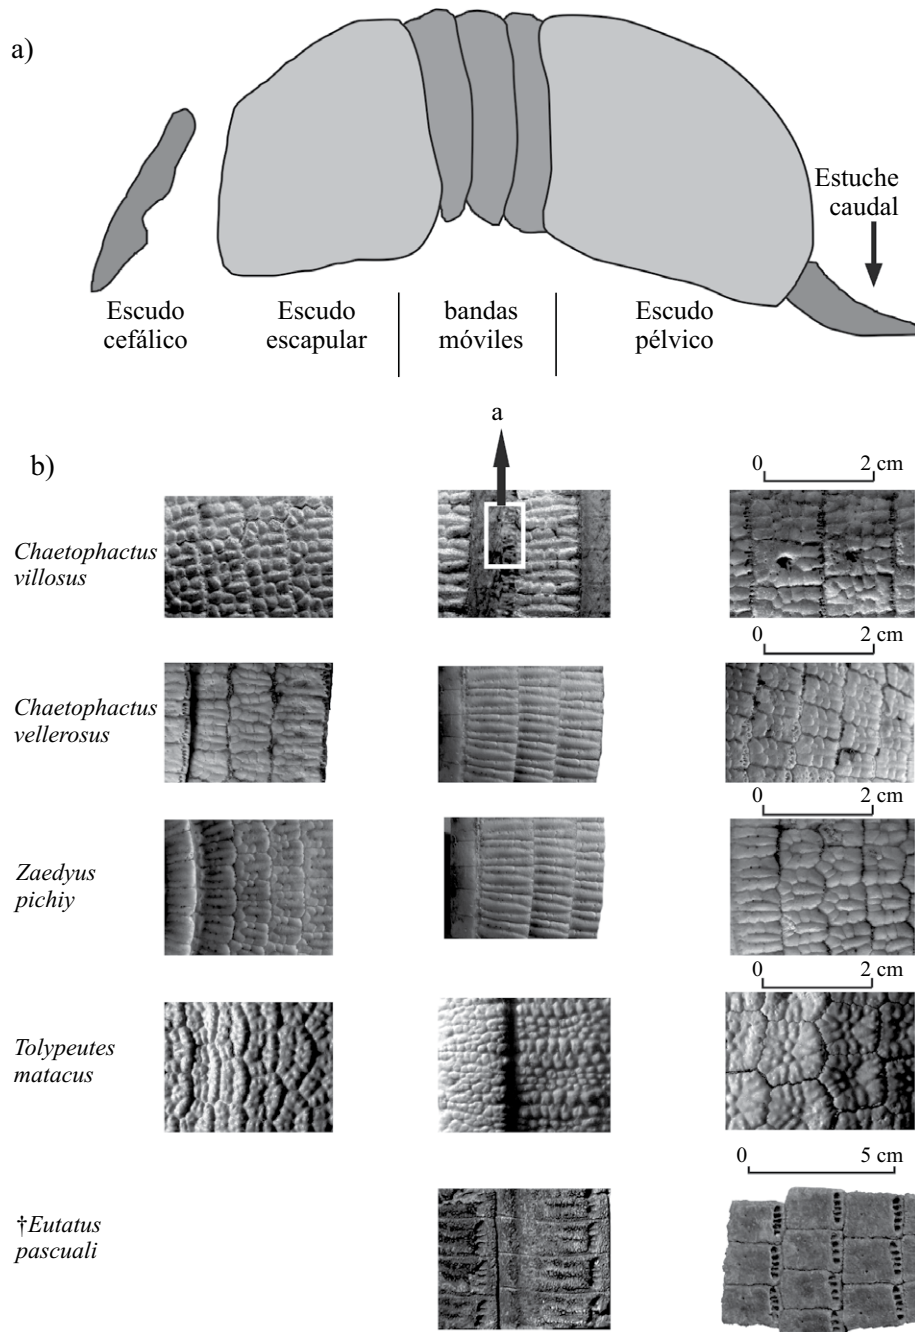 a)
Estuche
caudal
Escudo
cefálico
Escudo
escapular
bandas
móviles
Escudo
pélvico
a
b)
0 2 cm
Chaetophactus
villosus
0 2 cm
Chaetophactus
vellerosus
0 2 cm
Zaedyus
pichiy
0 2 cm
Tolypeutes
matacus
0 5 cm
†Eutatus
pascuali